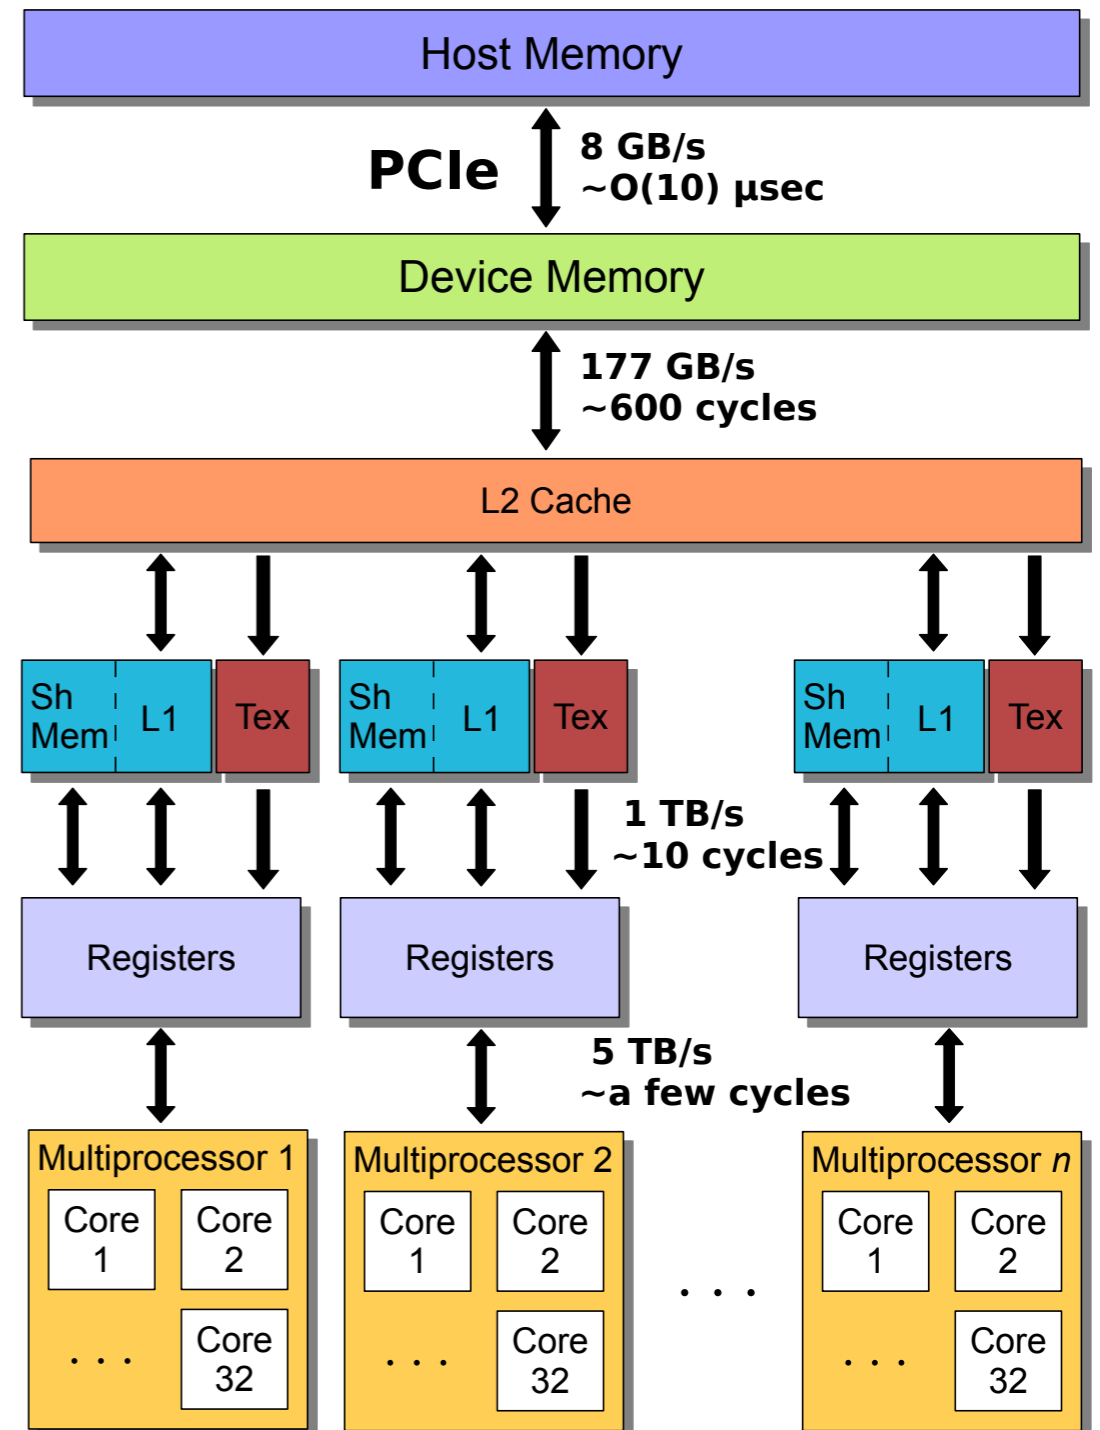 Host Memory
PCIe
8 GB/s
~O(10) µsec
Device Memory
177 GB/s
~600 cycles
L2 Cache
Sh
Mem
L1
Tex
Sh
Mem
L1
Tex
Sh
Mem
L1
Tex
1 TB/s
~10 cycles
Registers
Registers
Registers
5 TB/s
~a few cycles
Multiprocessor 1
Core
1
Core
2
. . .
Core
32
Multiprocessor 2
Core
1
Core
2
. . .
Core
32
. . .
Multiprocessor n
Core
1
Core
2
. . .
Core
32